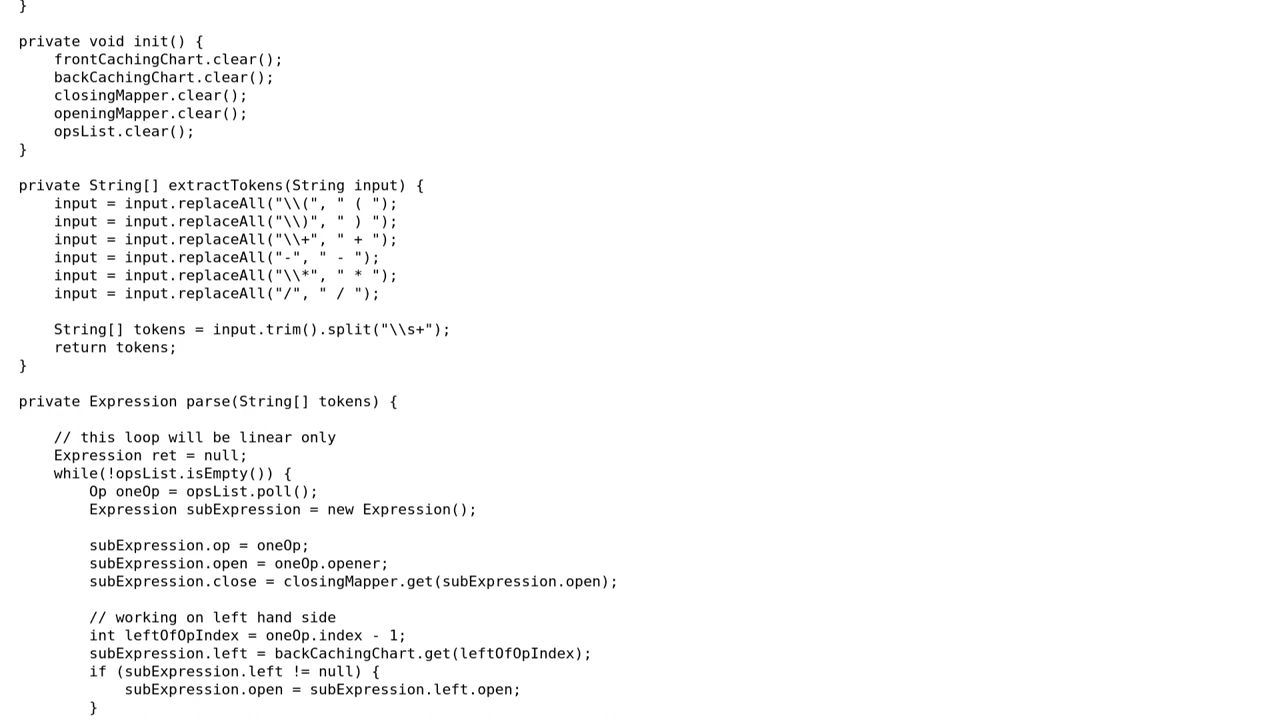 }
private void init() {
frontCachingChart.clear();
backCachingChart.clear();
closingMapper.clear();
openingMapper.clear();
opsList.clear();
}
private String[] extractTokens(String input) {
input = input.replaceAll("\\(", " ( ");
input = input.replaceAll("\\)", " ) ");
input = input.replaceAll("\\+", " + ");
input = input.replaceAll("-", " - ");
input = input.replaceAll("\\*", " * ");
input = input.replaceAll("/", " / ");
String[] tokens = input.trim().split("\\s+");
return tokens;
}
private Expression parse(String[] tokens) {
// this loop will be linear only
Expression ret = null;
while(!opsList.isEmpty()) {
Op oneOp = opsList.poll();
Expression subExpression = new Expression();
subExpression.op = oneOp;
subExpression.open = oneOp.opener;
subExpression.close = closingMapper.get(subExpression.open);
// working on left hand side
int leftOfOpIndex = oneOp.index - 1;
subExpression.left = backCachingChart.get(leftOfOpIndex);
if (subExpression.left != null) {
subExpression.open = subExpression.left.open;
}